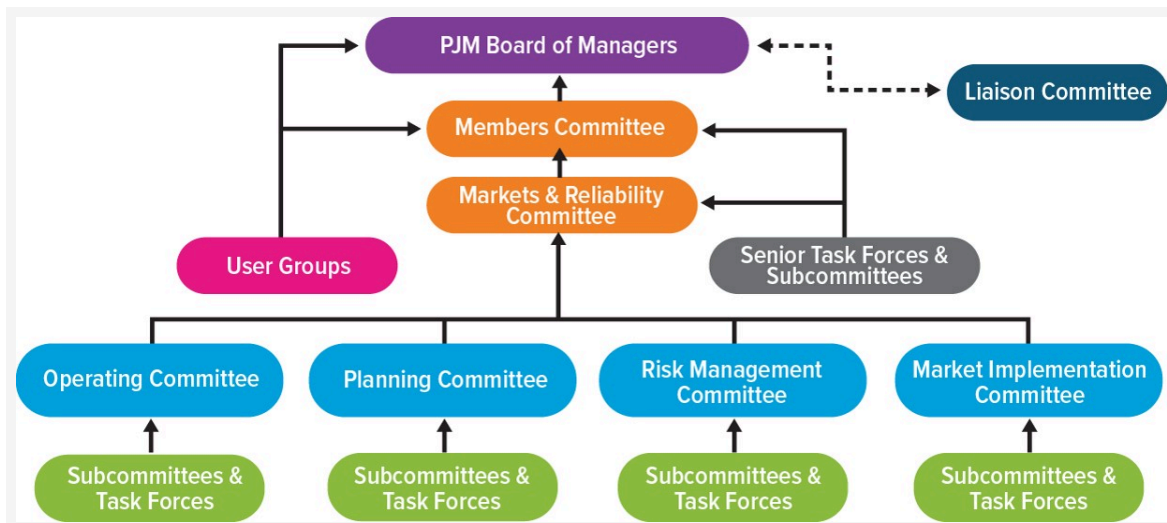 PJM Board of Managers
Liaison Committee
Members Committee
Markets & Reliability
Committee
User Groups
Senior Task Forces &
Subcommittees
Operating Committee
Planning Committee
Risk Management
Committee
Market Implementation
Committee
Subcommittees &
Task Forces
Subcommittees &
Task Forces
Subcommittees &
Task Forces
Subcommittees &
Task Forces